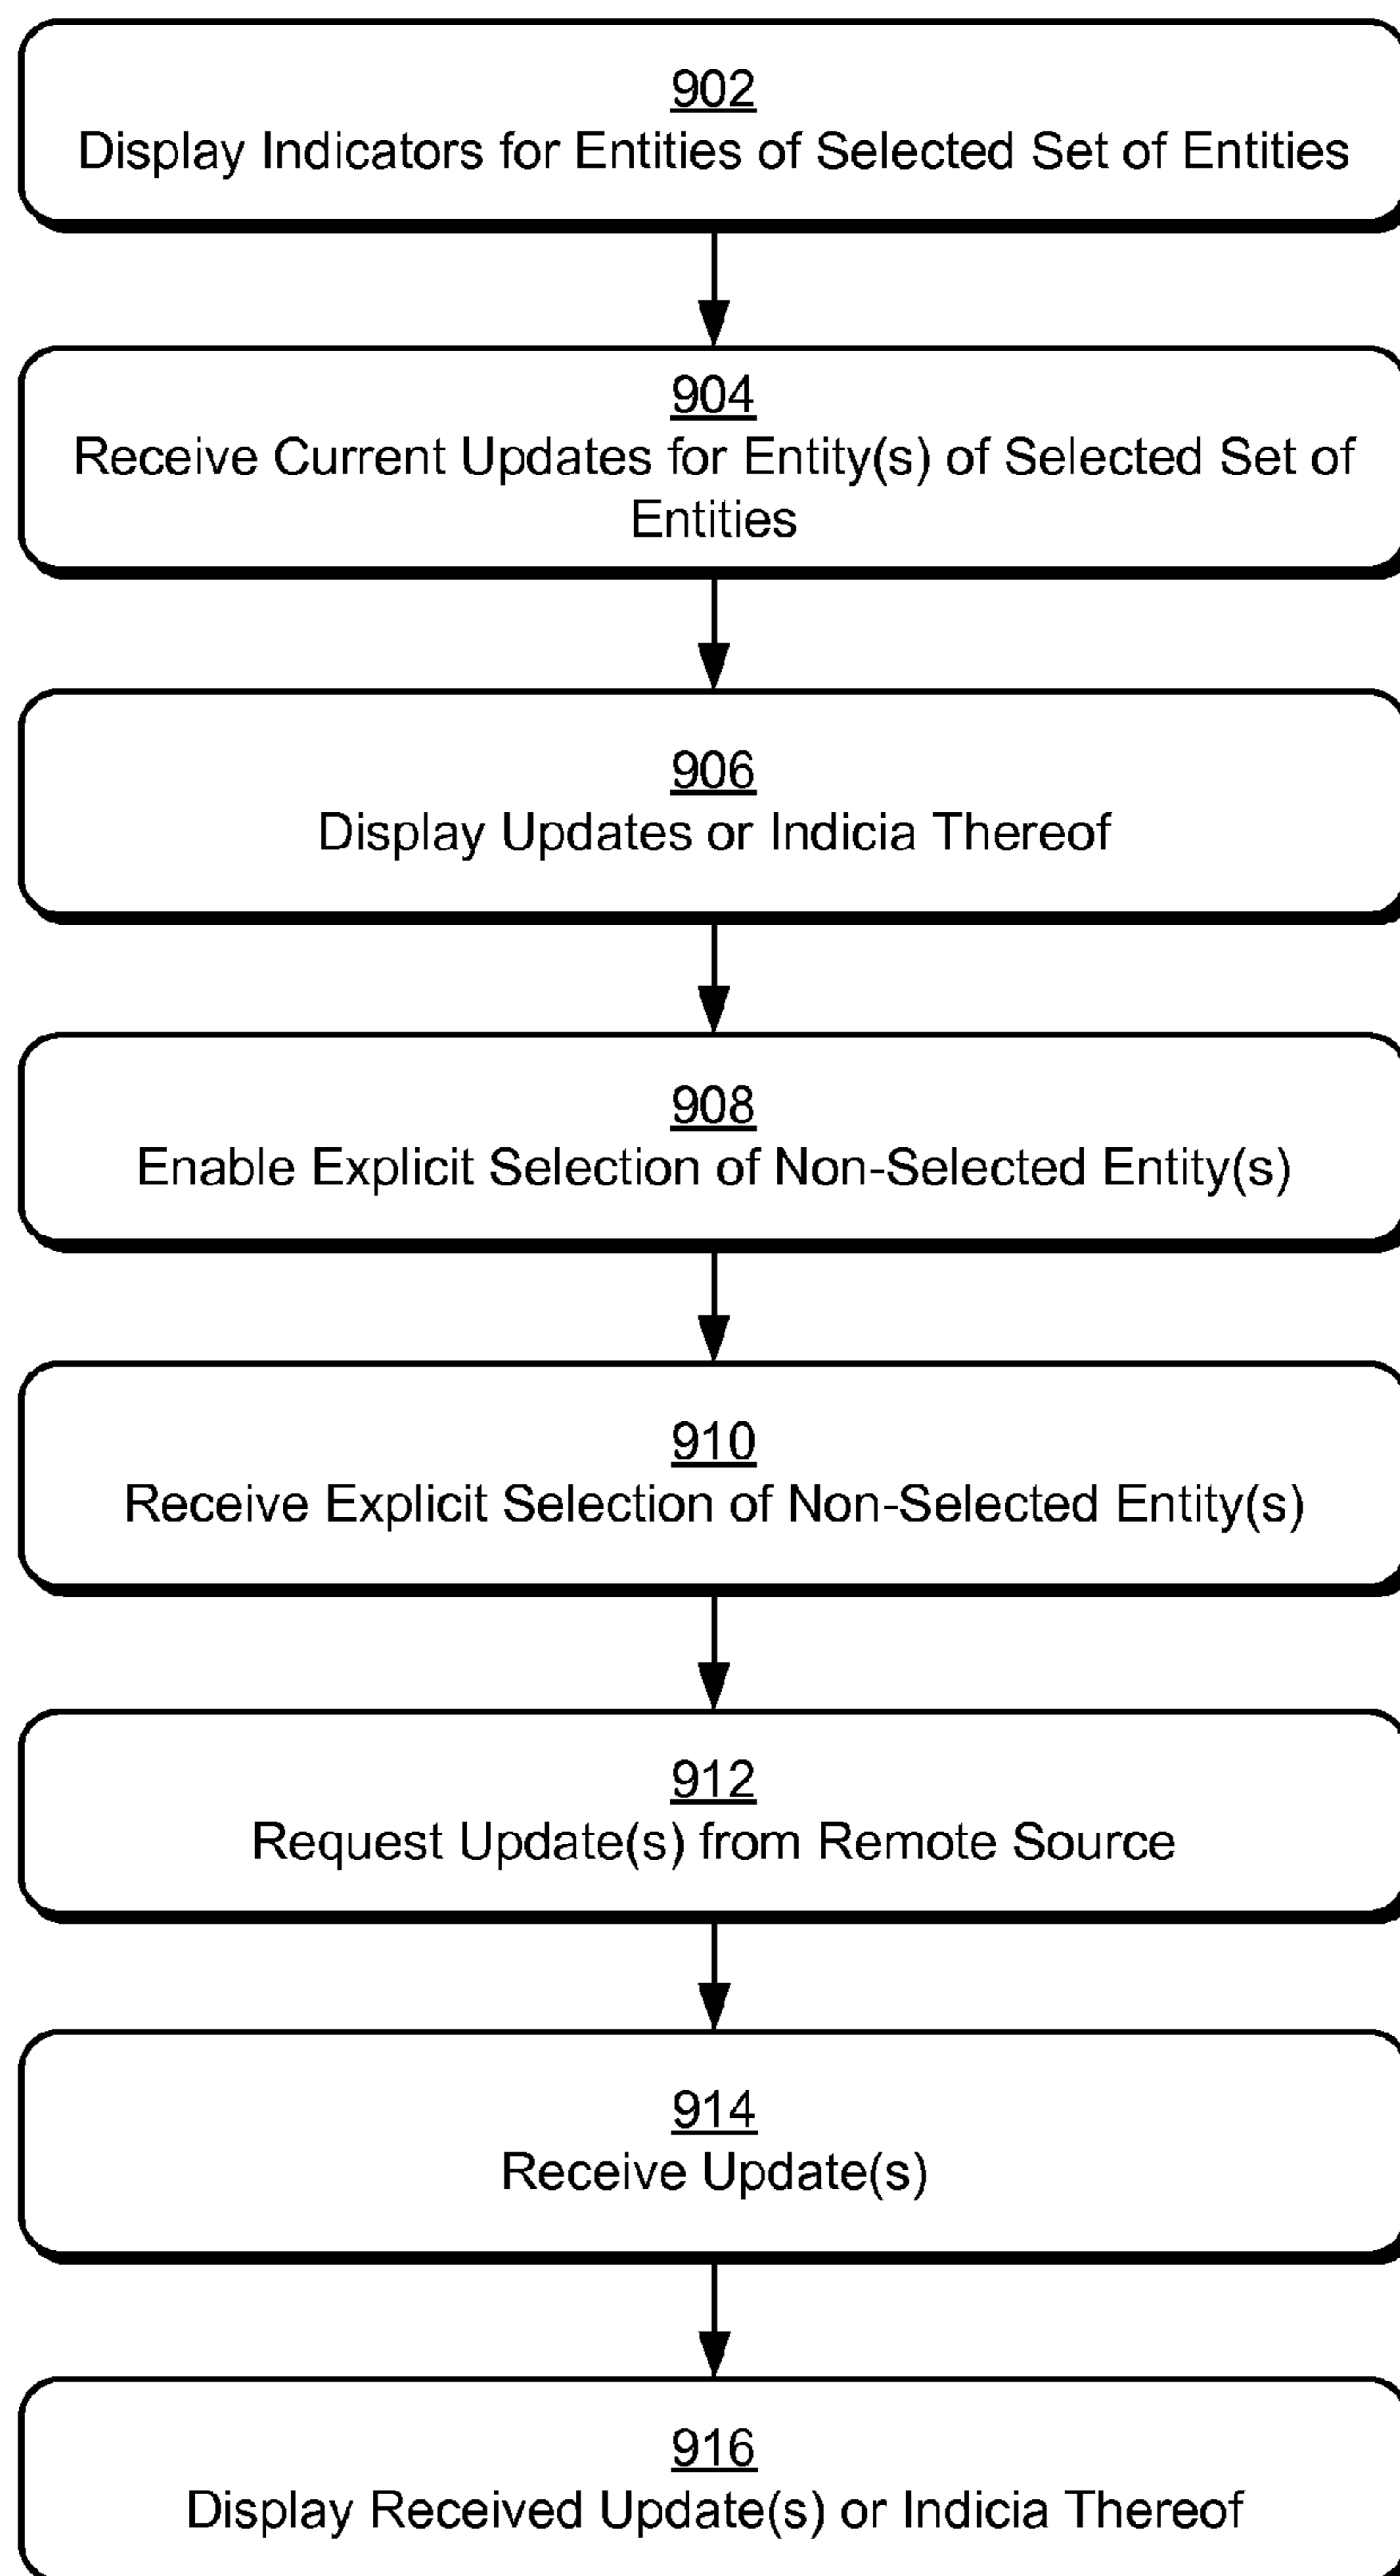 902
Display Indicators for Entities of Selected Set of Entities
904
Receive Current Updates for Entity(s) of Selected Set of
Entities
906
Display Updates or Indicia Thereof
908
Enable Explicit Selection of Non-Selected Entity(s)
910
Receive Explicit Selection of Non-Selected Entity(s)
912
Request Update(s) from Remote Source
914
Receive Update(s)
916
Display Received Update(s) or Indicia Thereof